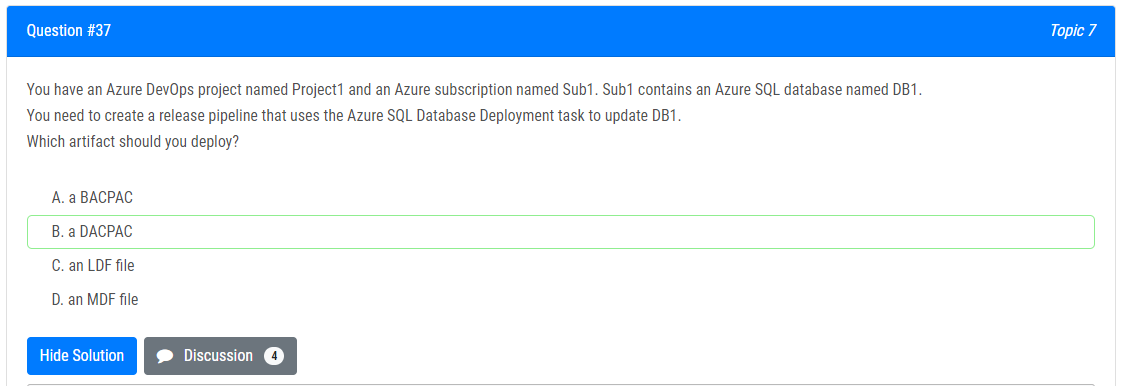 Question #37
Topic 7
You have an Azure DevOps project named Project1 and an Azure subscription named Sub1. Sub1 contains an Azure SQL database named DB1.
You need to create a release pipeline that uses the Azure SQL Database Deployment task to update DB1.
Which artifact should you deploy?
A. a BACPAC
B. a DACPAC
C. an LDF file
D. an MDF file
Hide Solution
Discussion 4